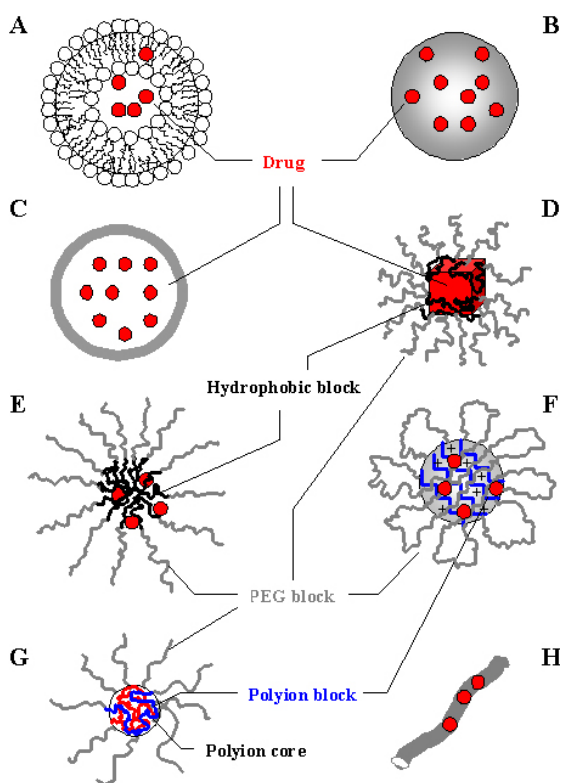 A
B
Drug
C
D
Hydrophobic block
E
F
+ + + + + + +
PEG block
G
H
Polyion block
Polyion core